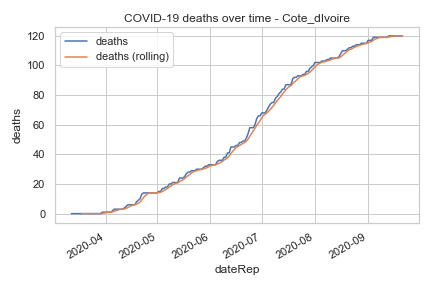 COVID-19 deaths over time - Cote_dIvoire
deaths
deaths (rolling)
120
100
80
60
40
20
0
deaths
2020-04
2020-05
2020-06
2020-07
2020-08
2020-09
dateRep